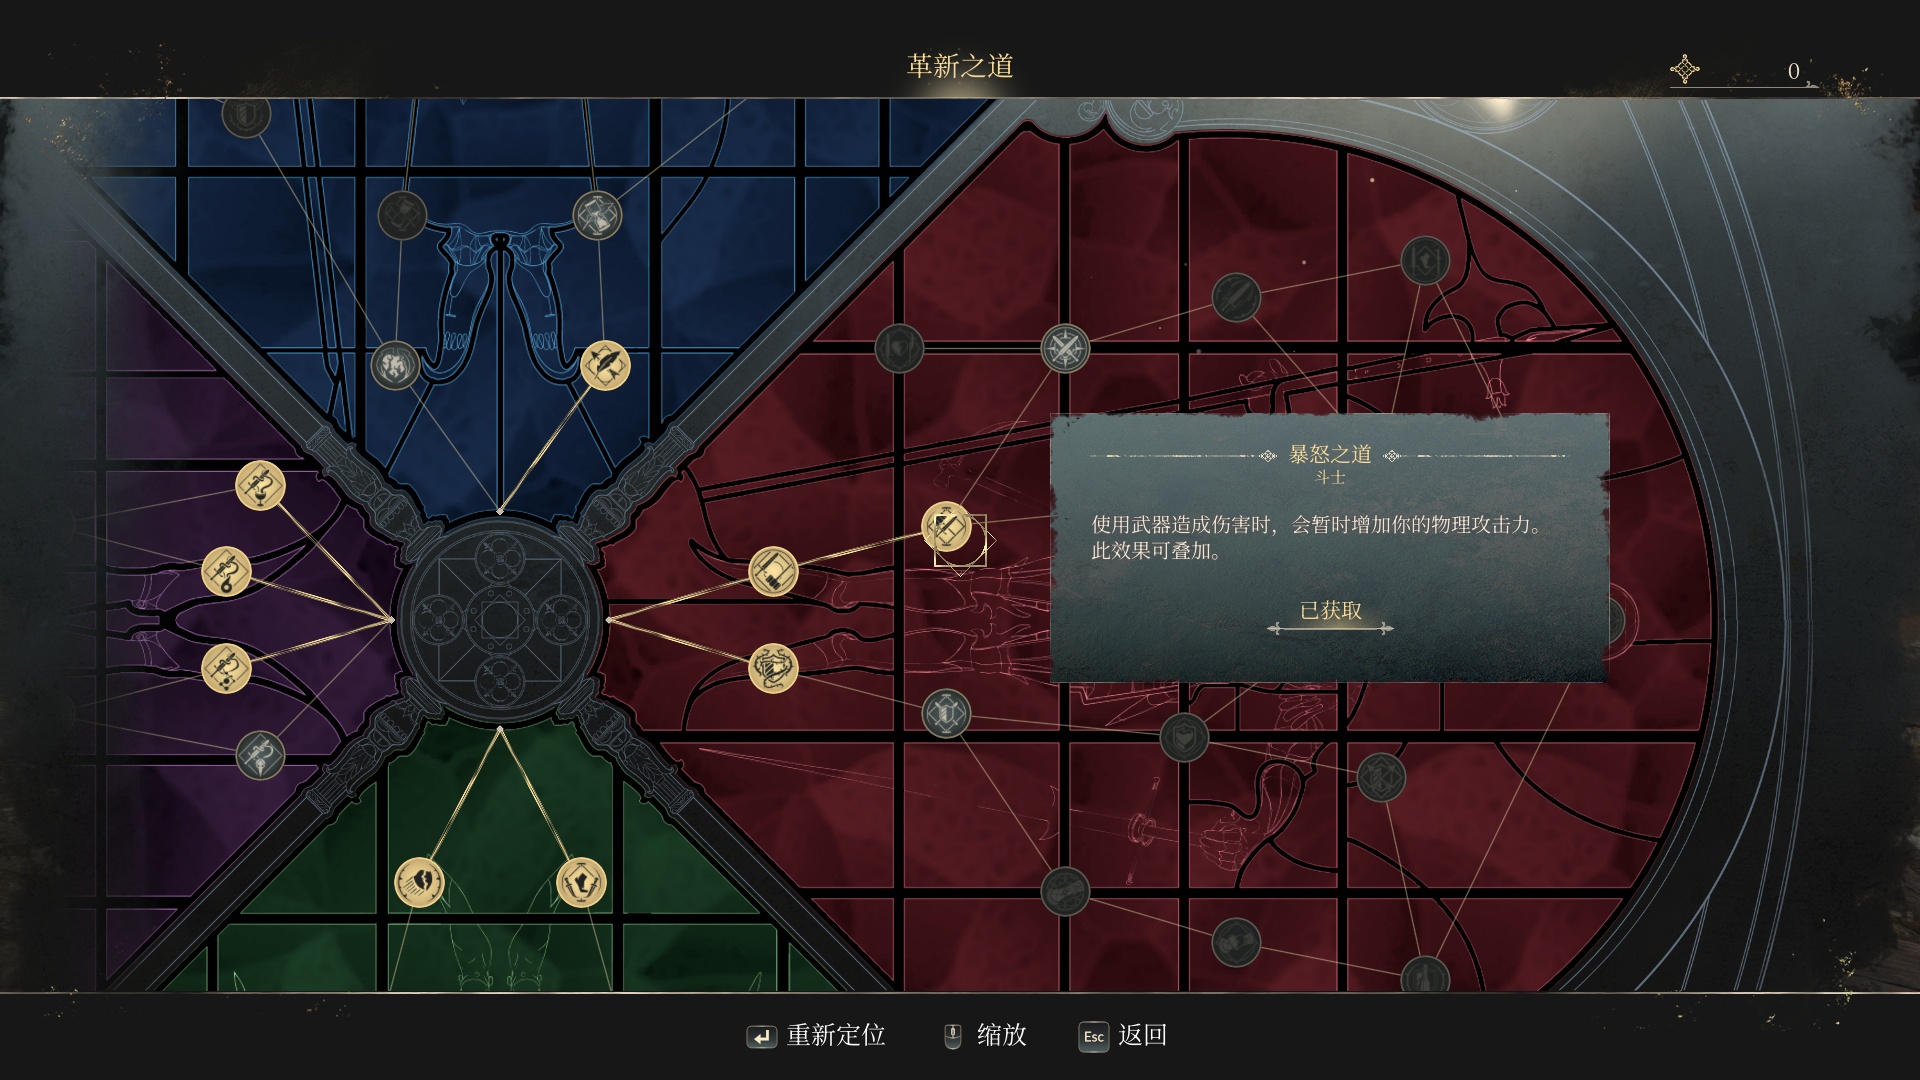 革新之道
0
暴怒之道
斗士
使用武器造成伤害时，会暂时增加你的物理攻击力。
此效果可叠加。
已获取
重新定位
缩放
Esc 返回